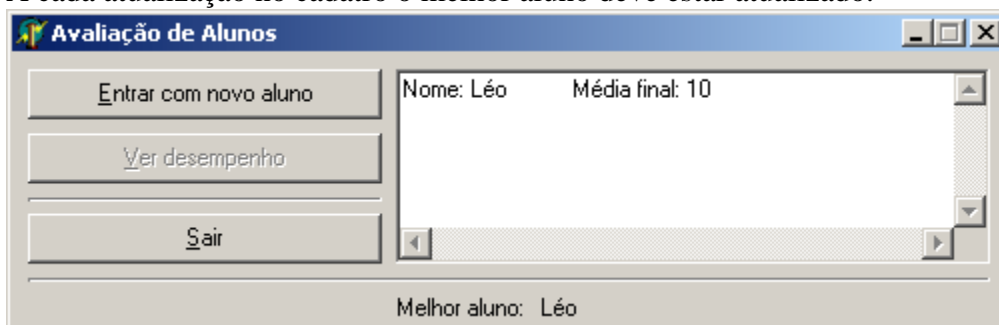 A cada atualização no cadastro o melhor aluno deve estar atualizado.
Avaliação de Alunos
Entrar com novo aluno
Nome: Léo Média final: 10
Ver desempenho
Sair
Melhor aluno: Léo